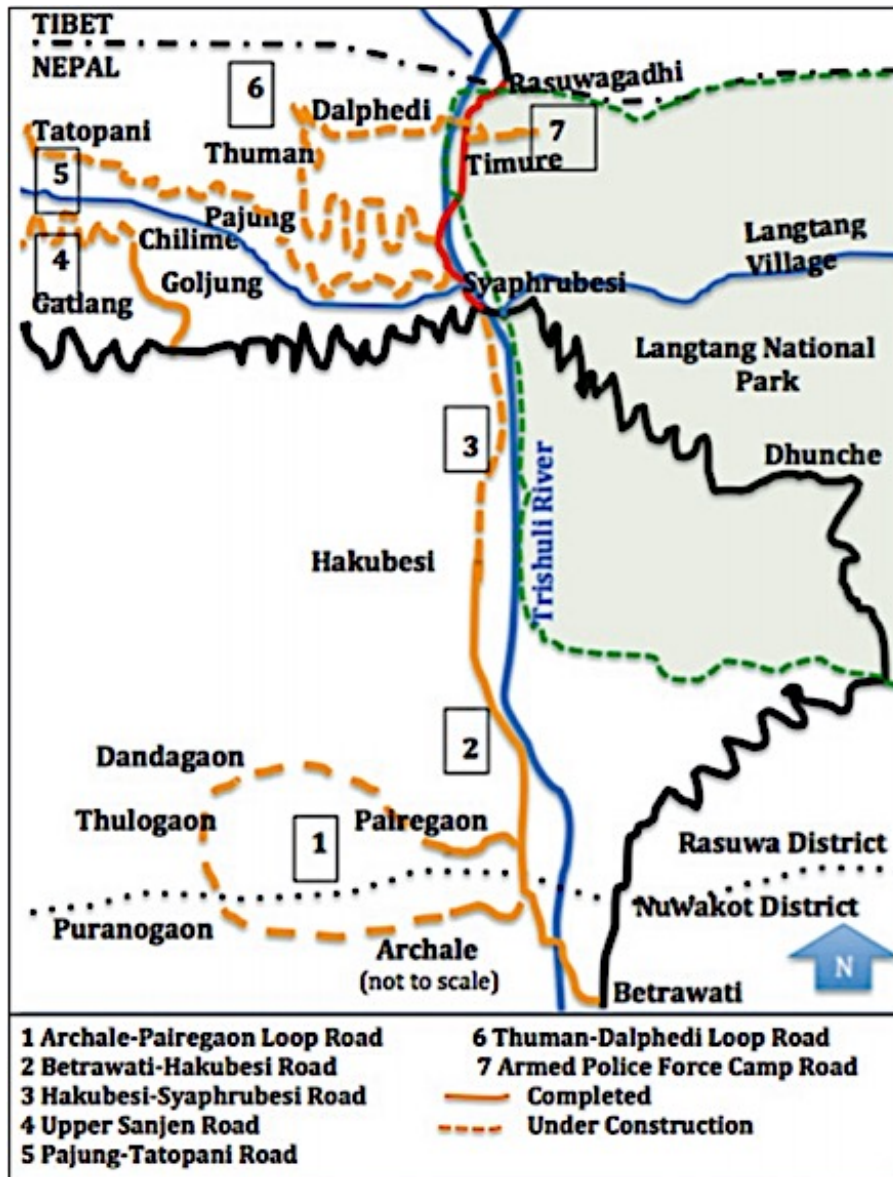 TIBET
NEPAL
6
Rasuwagadhi
Dalphedi
7
Tatopani
Thuman
Timure
5
Pajung
Chilime
Langtang
Village
4
Goljung
Syaphrubesi
Gatlang
Langtang National
Park
3
Dhunche
Trishuli River
Hakubesi
2
Dandagaon
Thulogaon
Pairegaon
1
Rasuwa District
NuWakot District
Puranogaon
Archale
(not to scale)
N
Betrawati
1 Archale-Pairegaon Loop Road
2 Betrawati-Hakubesi Road
3 Hakubesi-Syaphrubesi Road
4 Upper Sanjen Road
5 Pajung-Tatopani Road
6 Thuman-Dalphedi Loop Road
7 Armed Police Force Camp Road
Completed
Under Construction